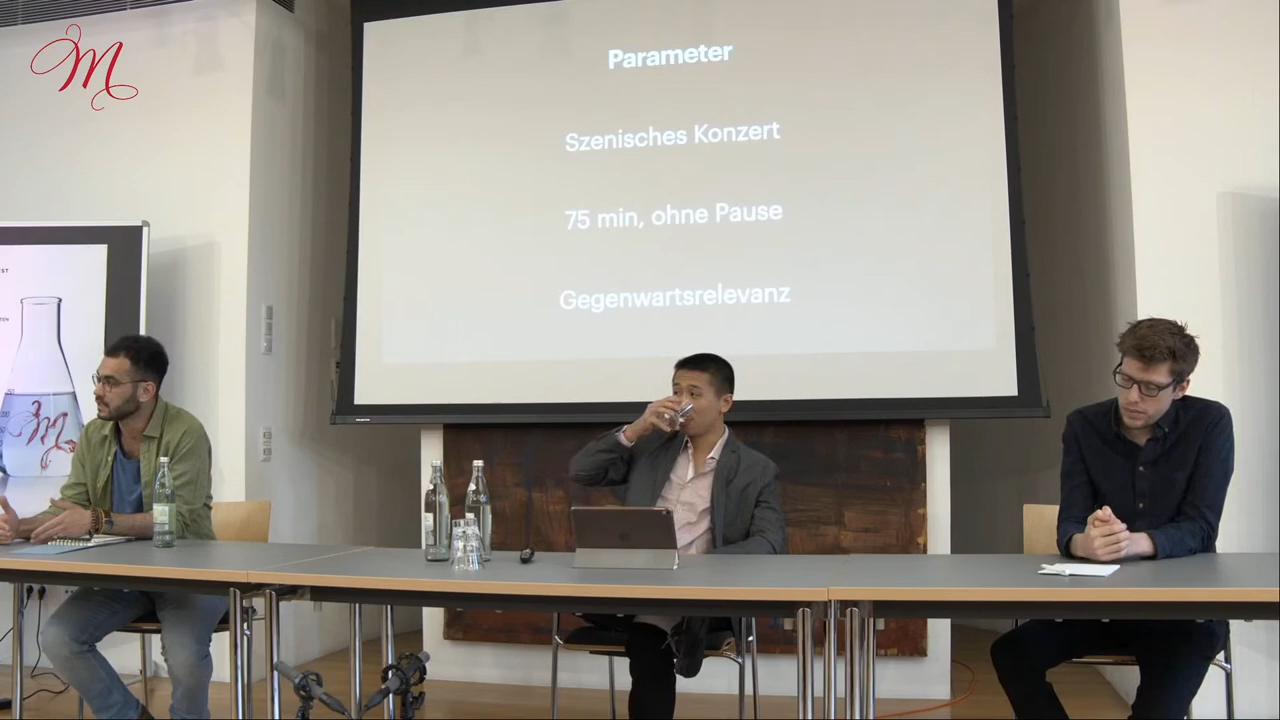 Parameter
Szenisches Konzert
75 min, ohne Pause
Gegenwartsrelevanz
M